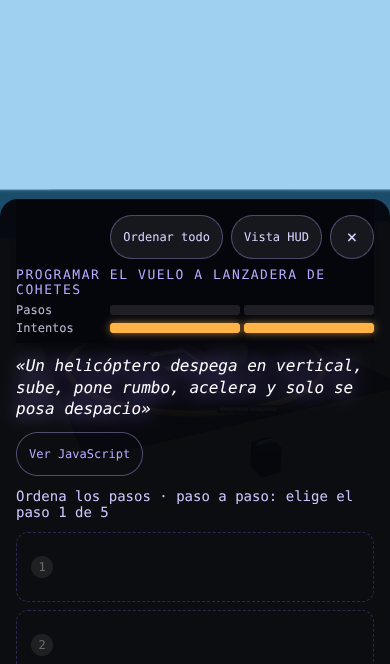 Ordenar todo
Vista HUD
×
PROGRAMAR EL VUELO A LANZADERA DE
COHETES
Pasos
Intentos
«Un helicóptero despega en vertical,
sube, pone rumbo, acelera y solo se
posa despacio»
Ver JavaScript
Ordena los pasos · paso a paso: elige el
paso 1 de 5
1
2